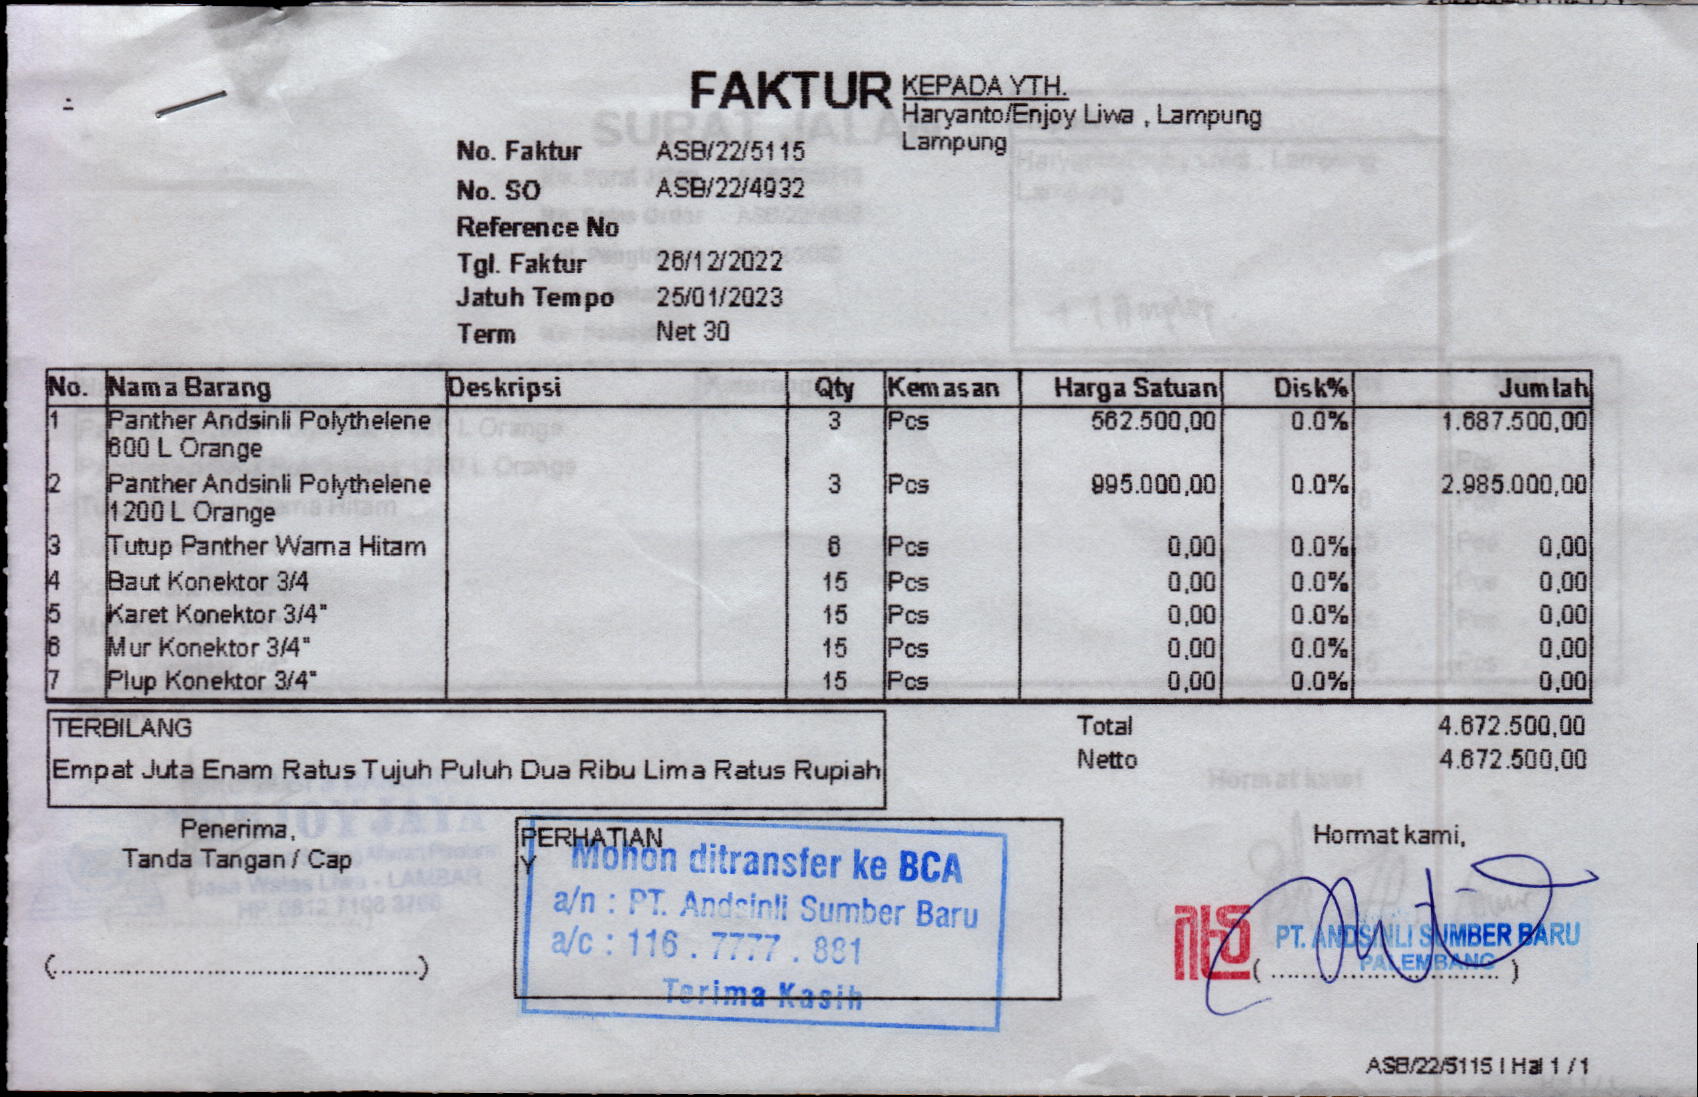 FAKTUR
KEPADA YTH.
Haryanto/Enjoy Liwa , Lampung
Lampung
No. Faktur ASB/22/5115
No. SO ASB/22/4932
Reference No
Tgl. Faktur 26/12/2022
Jatuh Tempo 25/01/2023
Term Net 30
No. Nama Barang Deskripsi Qty Kemasan Harga Satuan Disk% Jumlah
1 Panther Andsinli Polythelene 3 Pcs 562.500,00 0.0% 1.687.500,00
600 L Orange
2 Panther Andsinli Polythelene 3 Pcs 995.000,00 0.0% 2.985.000,00
1200 L Orange
3 Tutup Panther Warna Hitam 6 Pcs 0,00 0.0% 0,00
4 Baut Konektor 3/4 15 Pcs 0,00 0.0% 0,00
5 Karet Konektor 3/4" 15 Pcs 0,00 0.0% 0,00
6 Mur Konektor 3/4" 15 Pcs 0,00 0.0% 0,00
7 Plup Konektor 3/4" 15 Pcs 0,00 0.0% 0,00
TERBILANG
Empat Juta Enam Ratus Tujuh Puluh Dua Ribu Lima Ratus Rupiah
Total 4.672.500,00
Netto 4.672.500,00
Penerima,
Tanda Tangan / Cap
(................................................)
PERHATIAN
Y
Mohon ditransfer ke BCA
a/n : PT. Andsinli Sumber Baru
a/c : 116 . 7777 . 881
Terima Kasih
Hormat kami,
PT. ANDSINLI SUMBER BARU
PALEMBANG
(..............................)
ASB/22/5115 | Hal 1 / 1